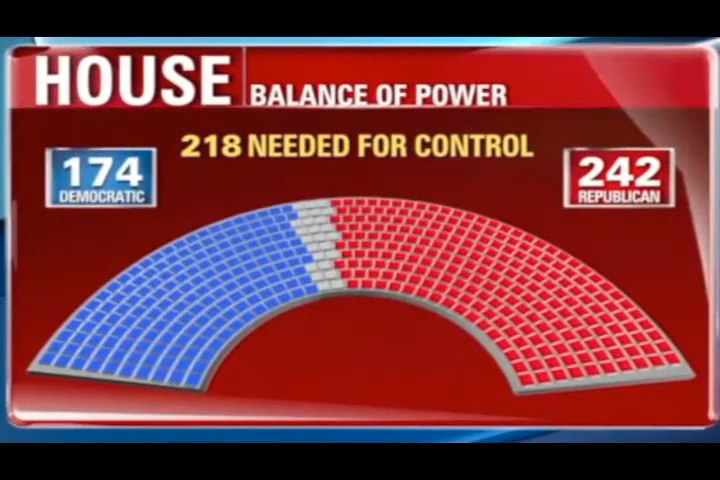 HOUSE BALANCE OF POWER
218 NEEDED FOR CONTROL
174
DEMOCRATIC
242
REPUBLICAN